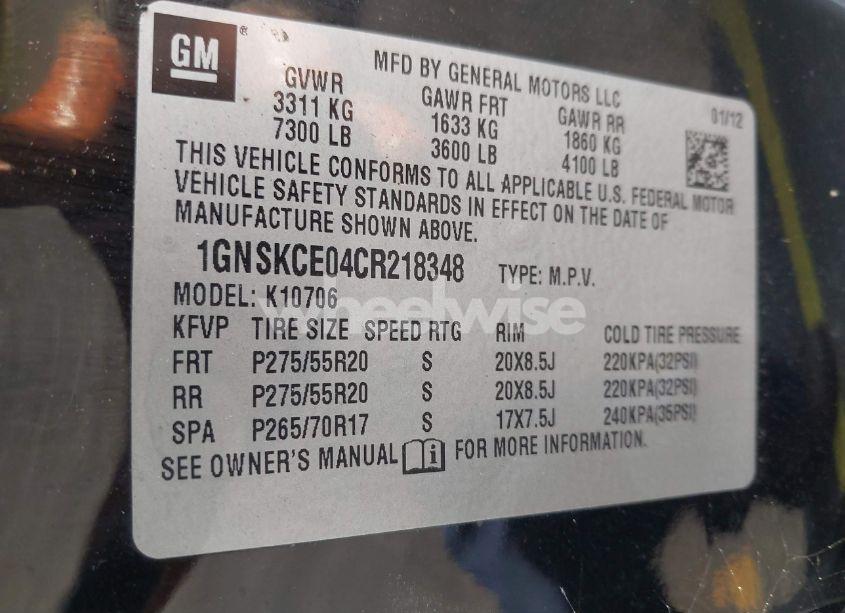 GM ®
MFD BY GENERAL MOTORS LLC
GVWR GAWR FRT GAWR RR 01/12
3311 KG 1633 KG 1860 KG
7300 LB 3600 LB 4100 LB
THIS VEHICLE CONFORMS TO ALL APPLICABLE U.S. FEDERAL MOTOR
VEHICLE SAFETY STANDARDS IN EFFECT ON THE DATE OF
MANUFACTURE SHOWN ABOVE.
1GNSKCE04CR218348 TYPE: M.P.V.
MODEL: K10706
wheelwise
KFVP TIRE SIZE SPEED RTG RIM COLD TIRE PRESSURE
FRT P275/55R20 S 20X8.5J 220KPA(32PSI)
RR P275/55R20 S 20X8.5J 220KPA(32PSI)
SPA P265/70R17 S 17X7.5J 240KPA(35PSI)
SEE OWNER'S MANUAL i FOR MORE INFORMATION.